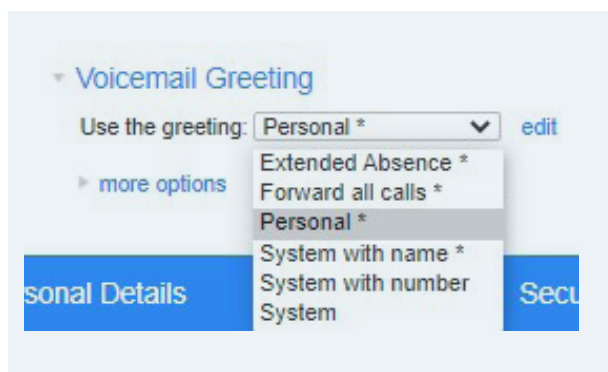 Voicemail Greeting
Use the greeting: Personal * edit
Extended Absence *
more options
Forward all calls *
Personal *
System with name *
sonal Details
System with number
Secu
System